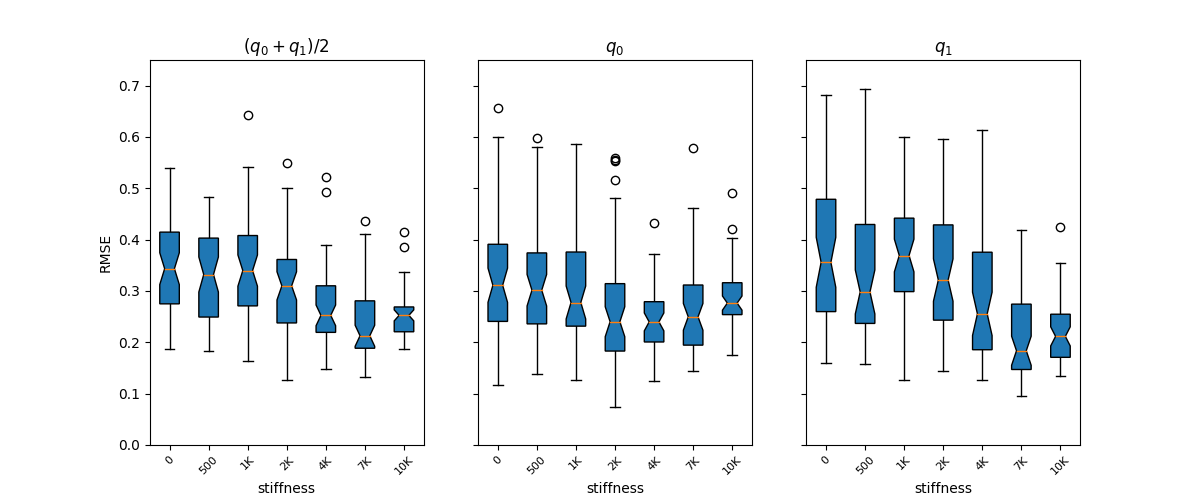 (q₀ + q₁)/2
q₀
q₁
RMSE
0.7
0.6
0.5
0.4
0.3
0.2
0.1
0.0
0 500 1K 2K 4K 7K 10K
0 500 1K 2K 4K 7K 10K
0 500 1K 2K 4K 7K 10K
stiffness
stiffness
stiffness